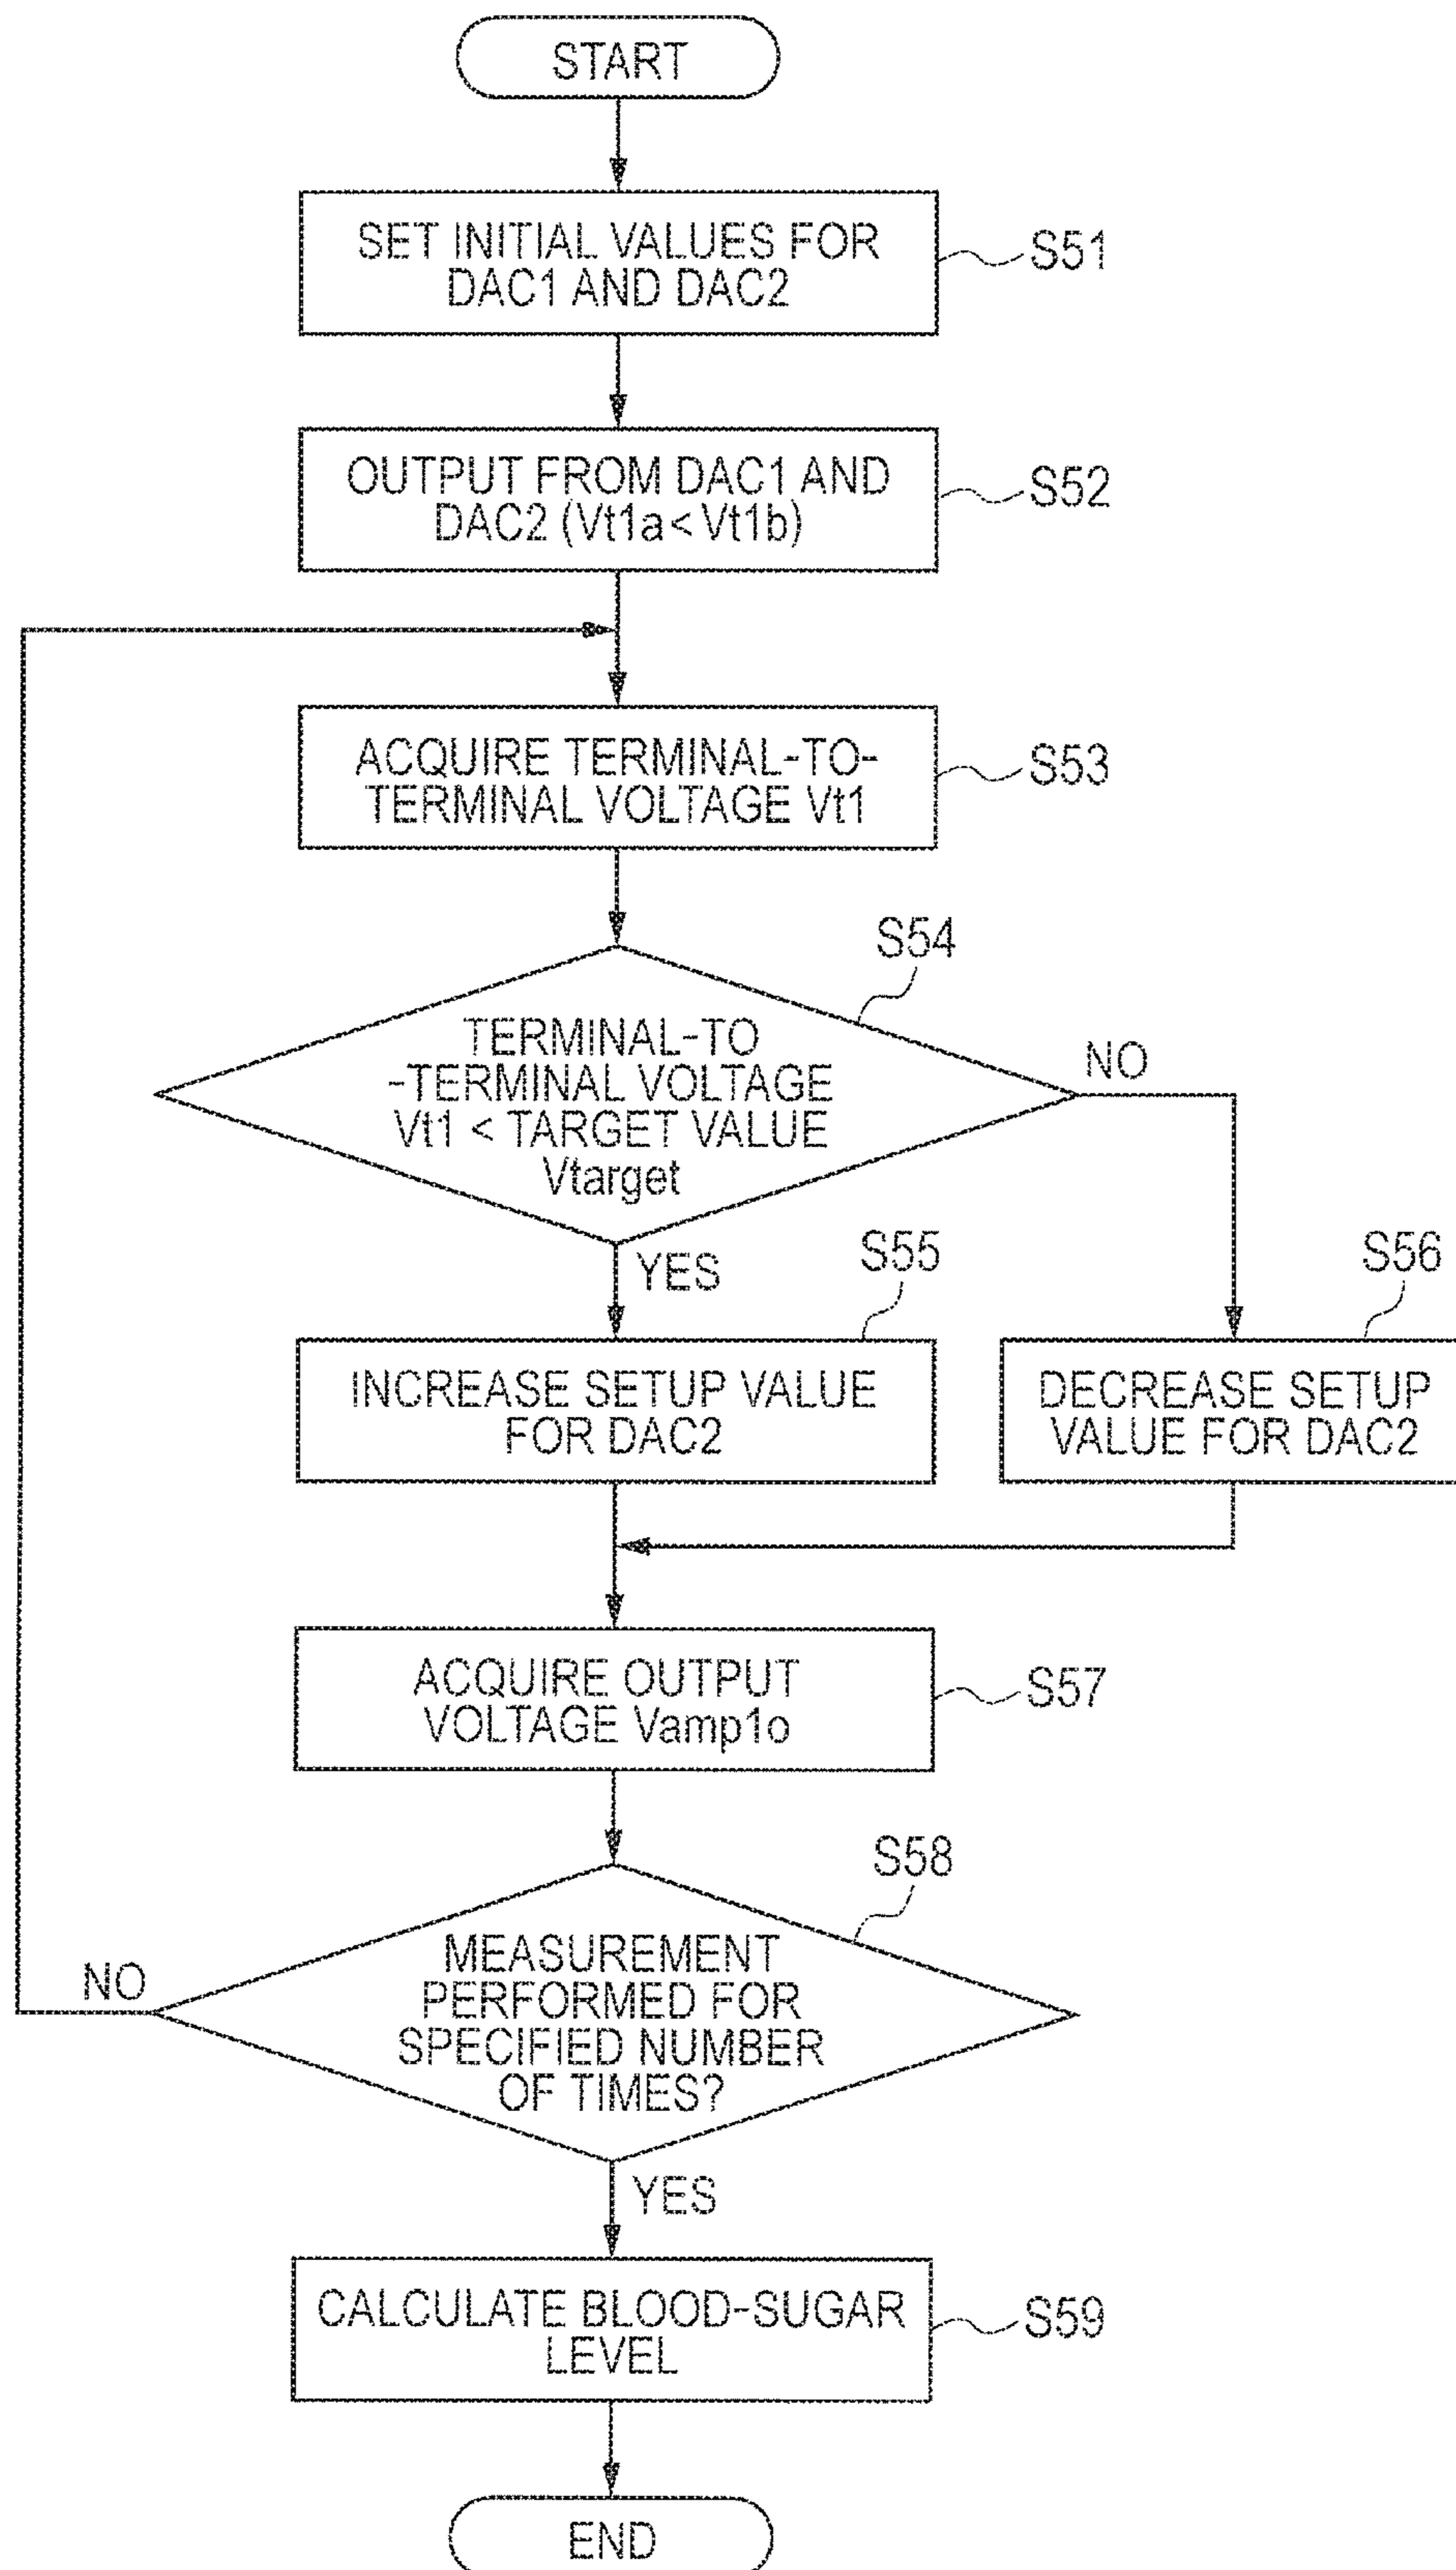 START
SET INITIAL VALUES FOR
DAC1 AND DAC2
S51
OUTPUT FROM DAC1 AND
DAC2 (Vt1a < Vt1b)
S52
ACQUIRE TERMINAL-TO-
TERMINAL VOLTAGE Vt1
S53
S54
TERMINAL-TO
-TERMINAL VOLTAGE
Vt1 < TARGET VALUE
Vtarget
NO
YES
S55
INCREASE SETUP VALUE
FOR DAC2
S56
DECREASE SETUP
VALUE FOR DAC2
ACQUIRE OUTPUT
VOLTAGE Vamp1o
S57
S58
MEASUREMENT
PERFORMED FOR
SPECIFIED NUMBER
OF TIMES?
NO
YES
CALCULATE BLOOD-SUGAR
LEVEL
S59
END